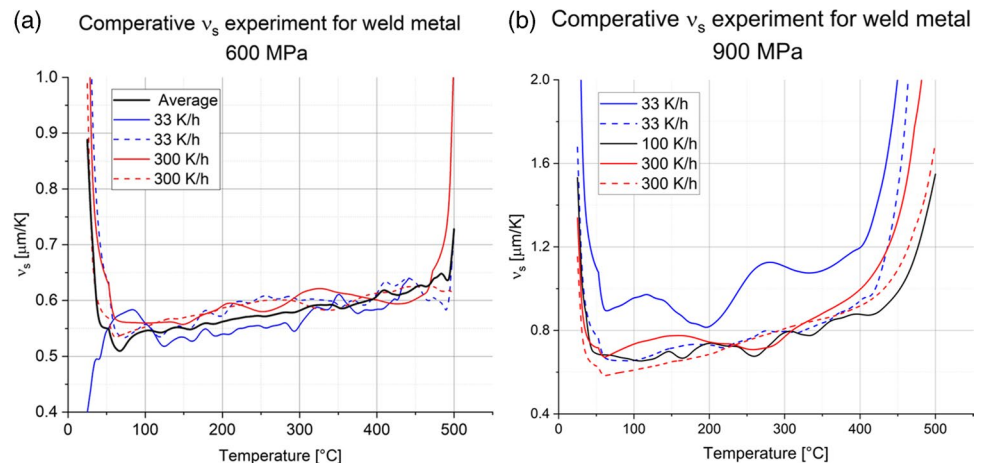 (a) Comperative νs experiment for weld metal
600 MPa
1.0
0.9
0.8
0.7
0.6
0.5
0.4
νs [μm/K]
Average
33 K/h
33 K/h
300 K/h
300 K/h
0 100 200 300 400 500
Temperature [°C]
(b) Comperative νs experiment for weld metal
900 MPa
2.0
1.6
1.2
0.8
0.4
νs [μm/K]
33 K/h
33 K/h
100 K/h
300 K/h
300 K/h
0 100 200 300 400 500
Temperature [°C]